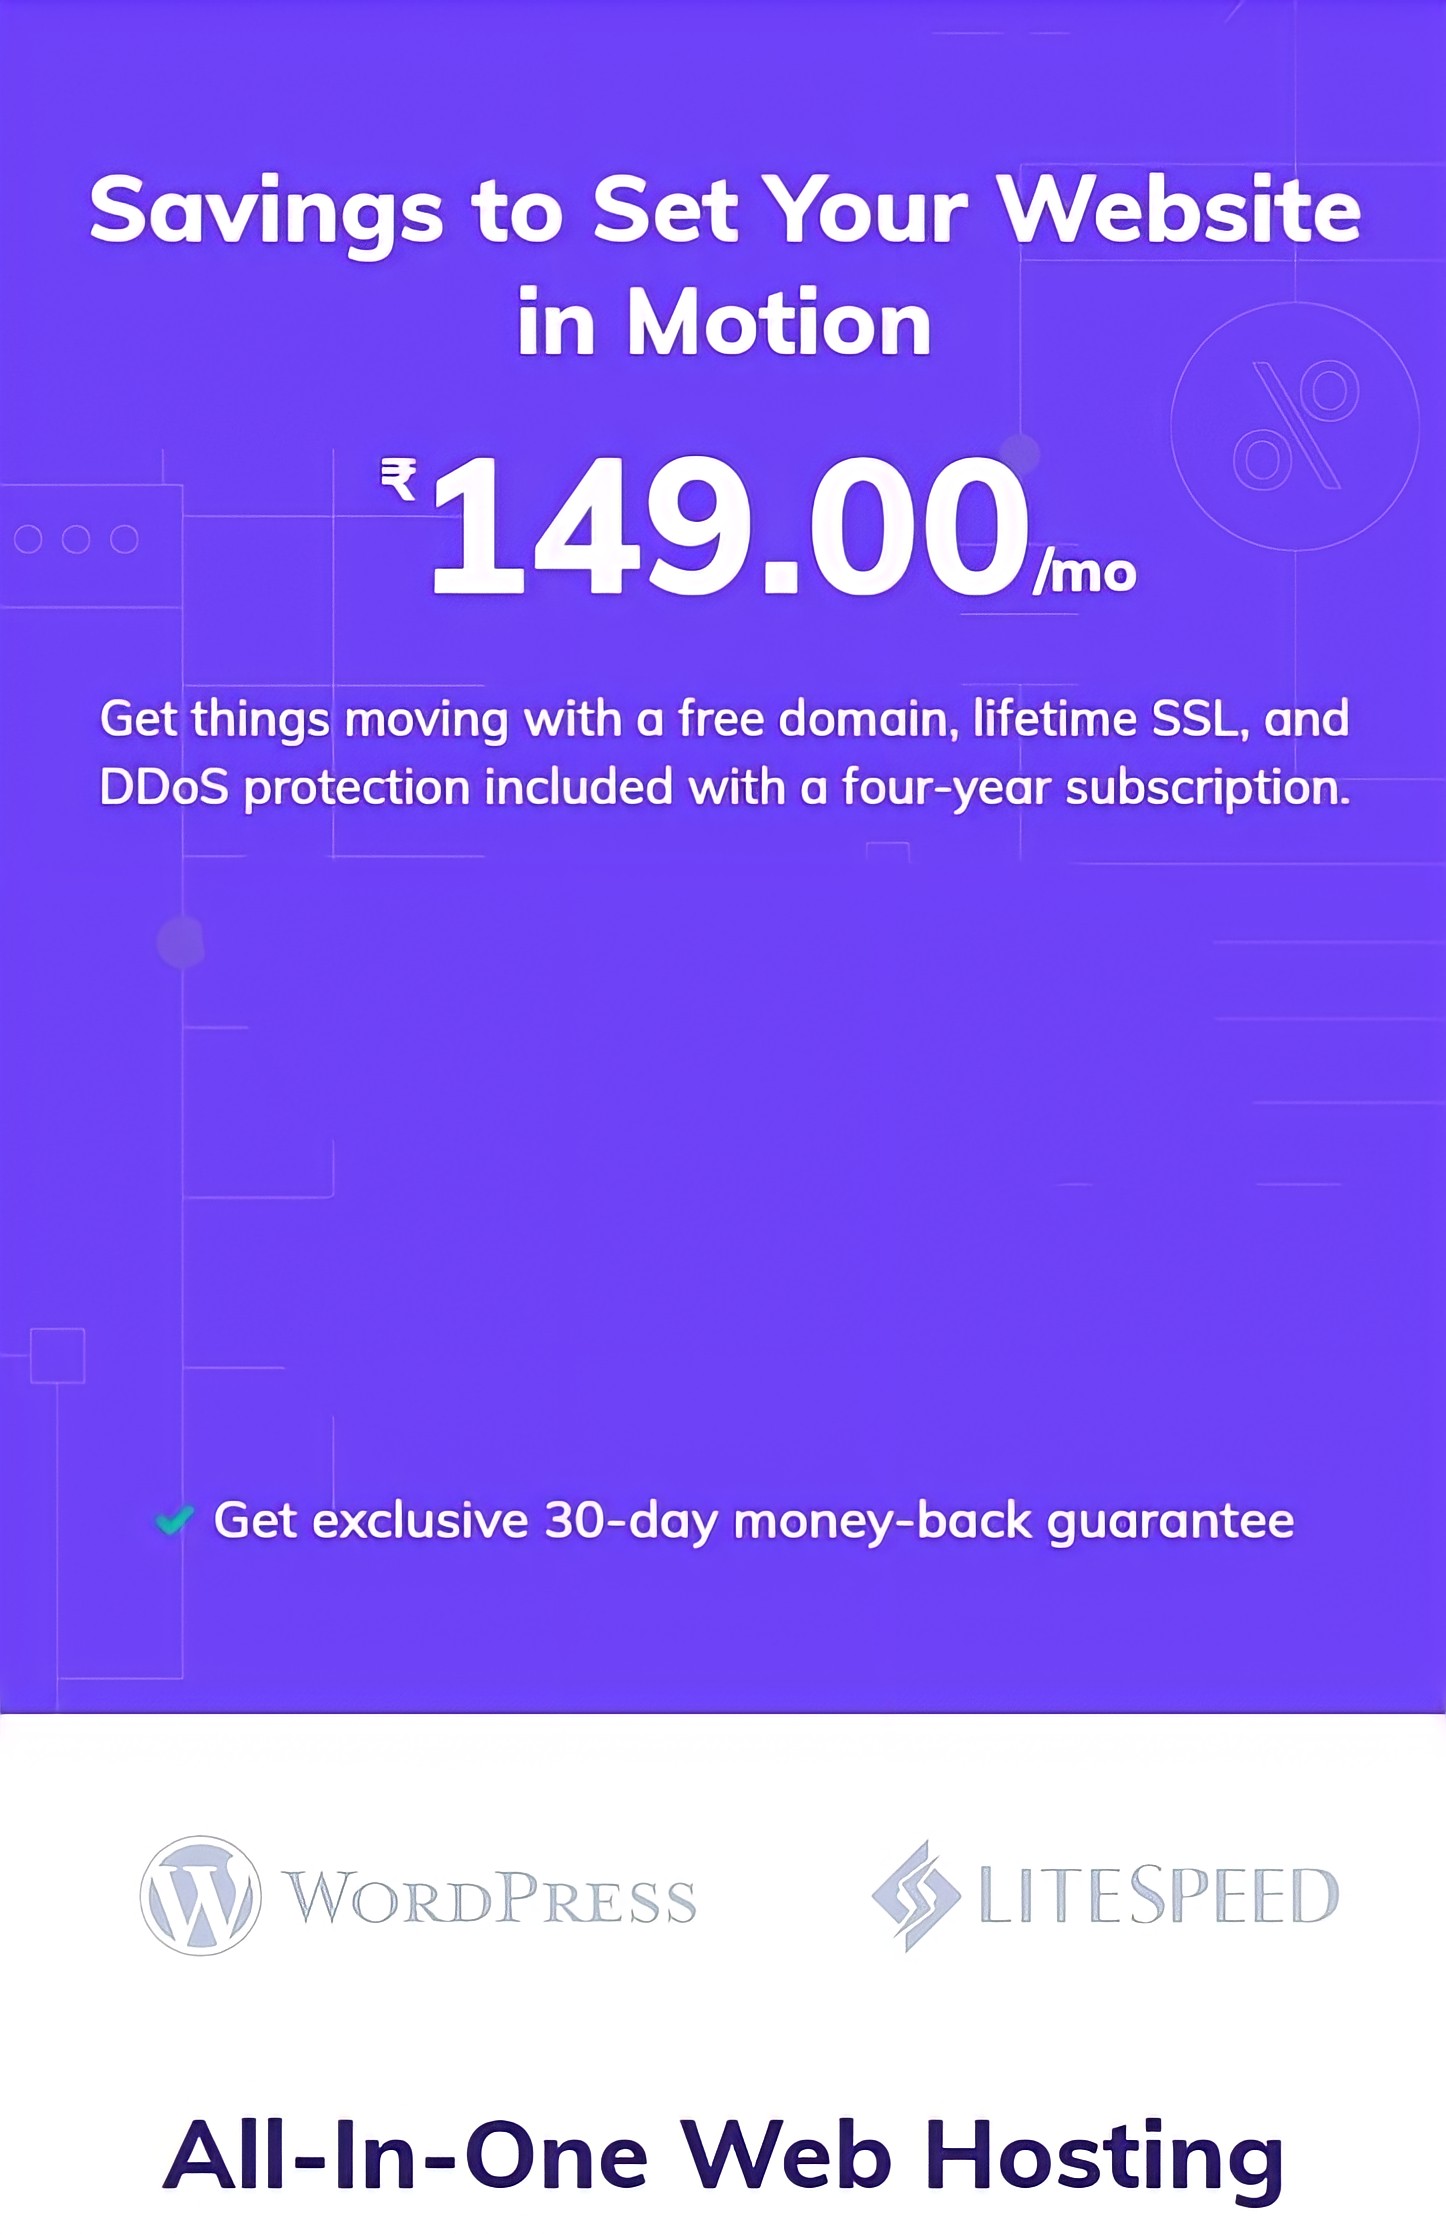 Savings to Set Your Website
in Motion
₹149.00/mo
Get things moving with a free domain, lifetime SSL, and
DDoS protection included with a four-year subscription.
Get exclusive 30-day money-back guarantee
WORDPRESS
LITESPEED
All-In-One Web Hosting